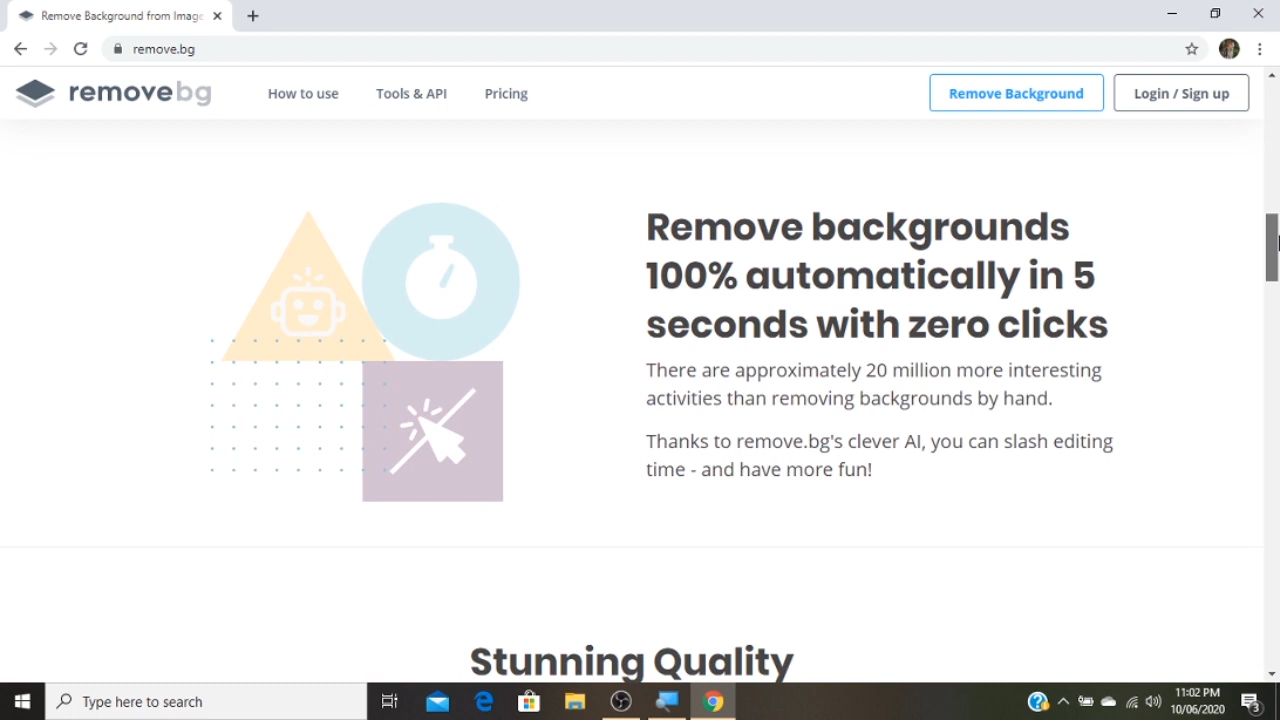 Remove Background from Image
remove.bg
removebg
How to use
Tools & API
Pricing
Remove Background
Login / Sign up
Remove backgrounds
100% automatically in 5
seconds with zero clicks
There are approximately 20 million more interesting
activities than removing backgrounds by hand.
Thanks to remove.bg's clever AI, you can slash editing
time - and have more fun!
Stunning Quality
Type here to search
11:02 PM
10/06/2020
3